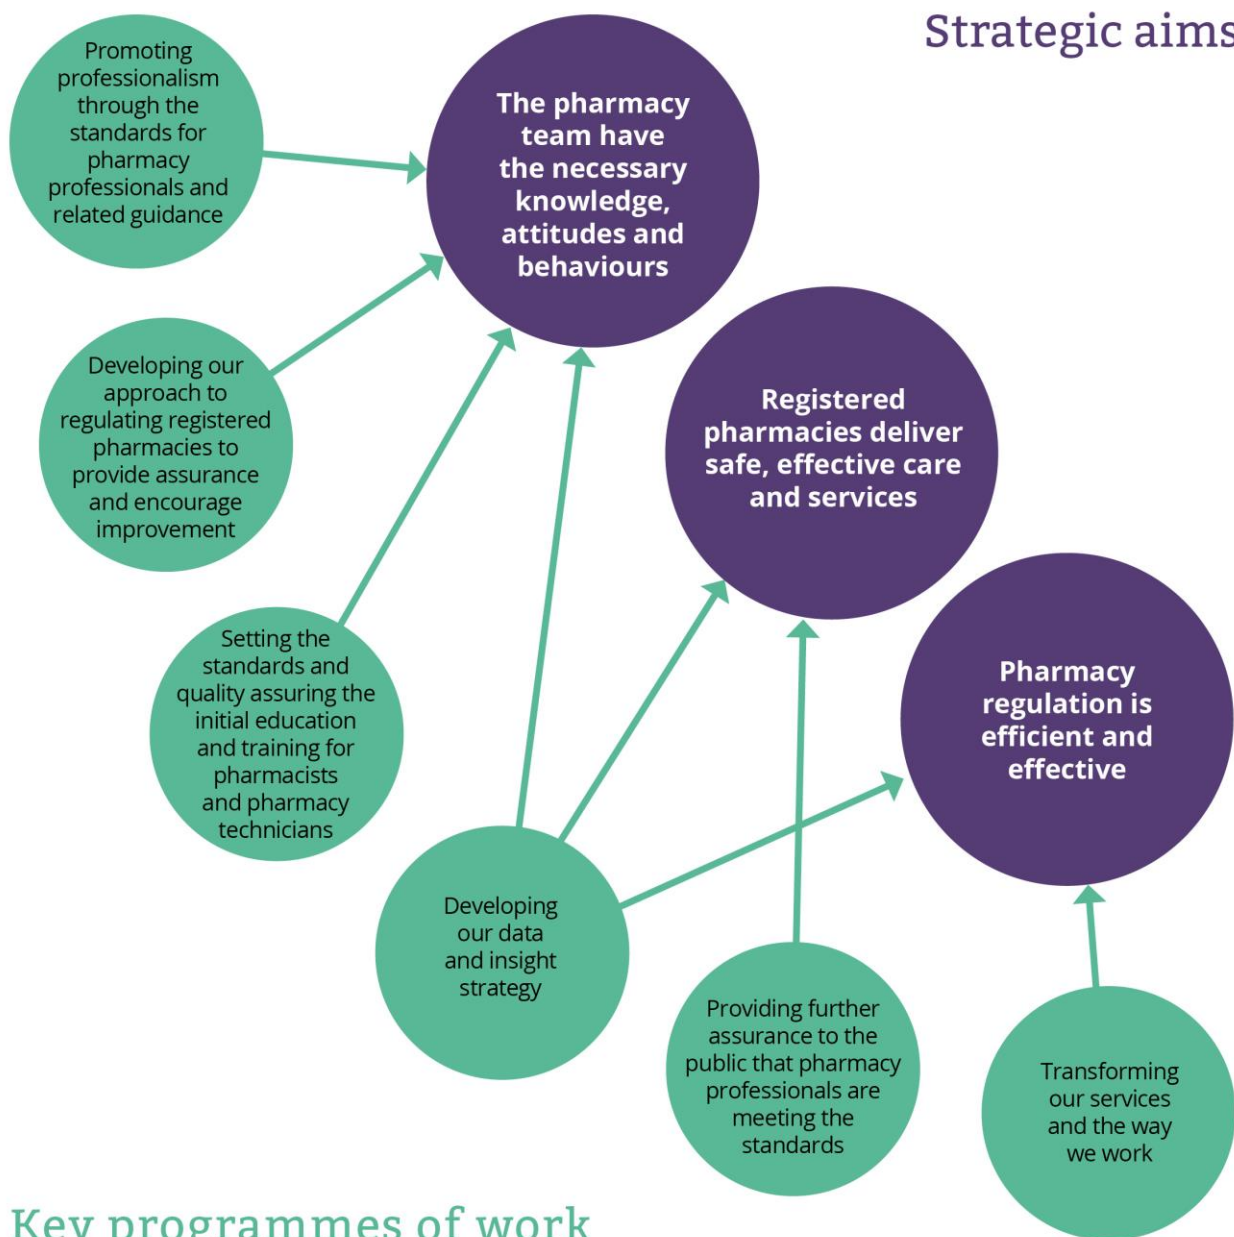 Strategic aims
Promoting
professionalism
through the
standards for
pharmacy
professionals and
related guidance
The pharmacy
team have
the necessary
knowledge,
attitudes and
behaviours
Developing our
approach to
regulating registered
pharmacies to
provide assurance
and encourage
improvement
Registered
pharmacies deliver
safe, effective care
and services
Setting the
standards and
quality assuring the
initial education
and training for
pharmacists
and pharmacy
technicians
Pharmacy
regulation is
efficient and
effective
Developing
our data
and insight
strategy
Providing further
assurance to the
public that pharmacy
professionals are
meeting the
standards
Transforming
our services
and the way
we work
Key programmes of work